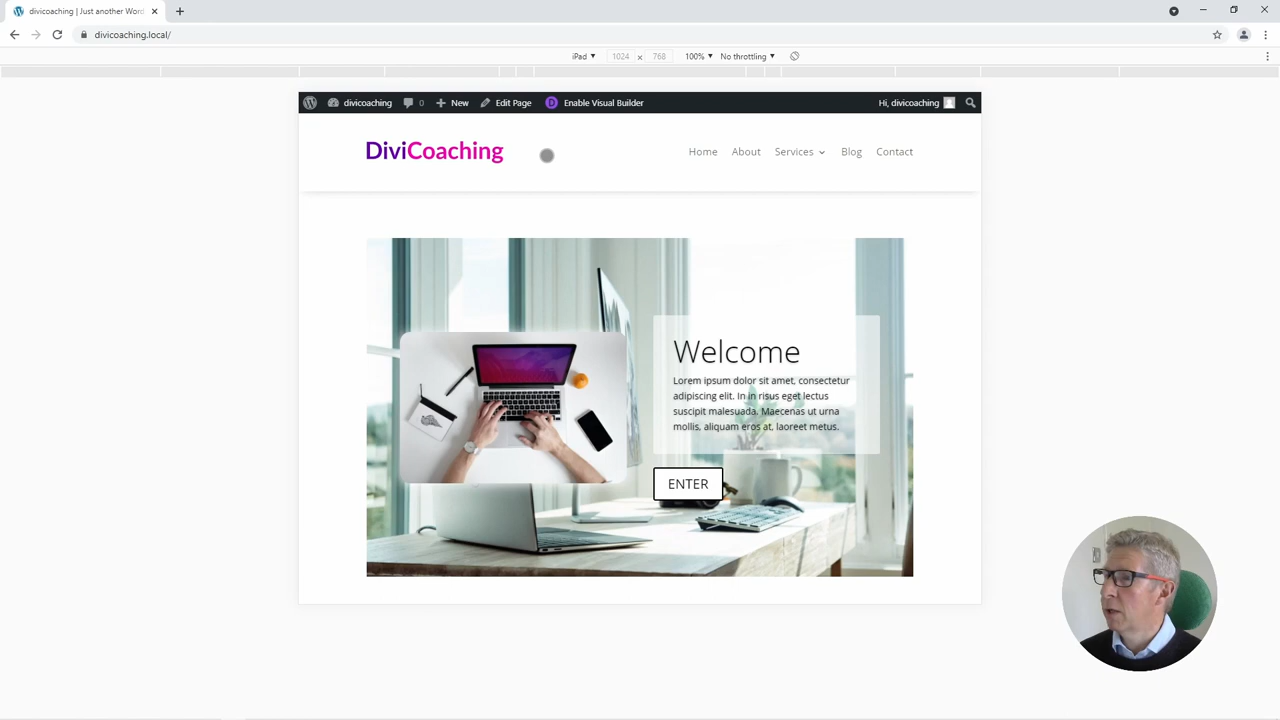 divicoaching | Just another Word
divicoaching.local/
iPad 1024 x 768 100% No throttling
divicoaching 0 New Edit Page D Enable Visual Builder Hi, divicoaching
DiviCoaching
Home About Services Blog Contact
Welcome
Lorem ipsum dolor sit amet, consectetur
adipiscing elit. In in risus eget lectus
suscipit malesuada. Maecenas ut urna
mollis, aliquam eros at, laoreet metus.
ENTER